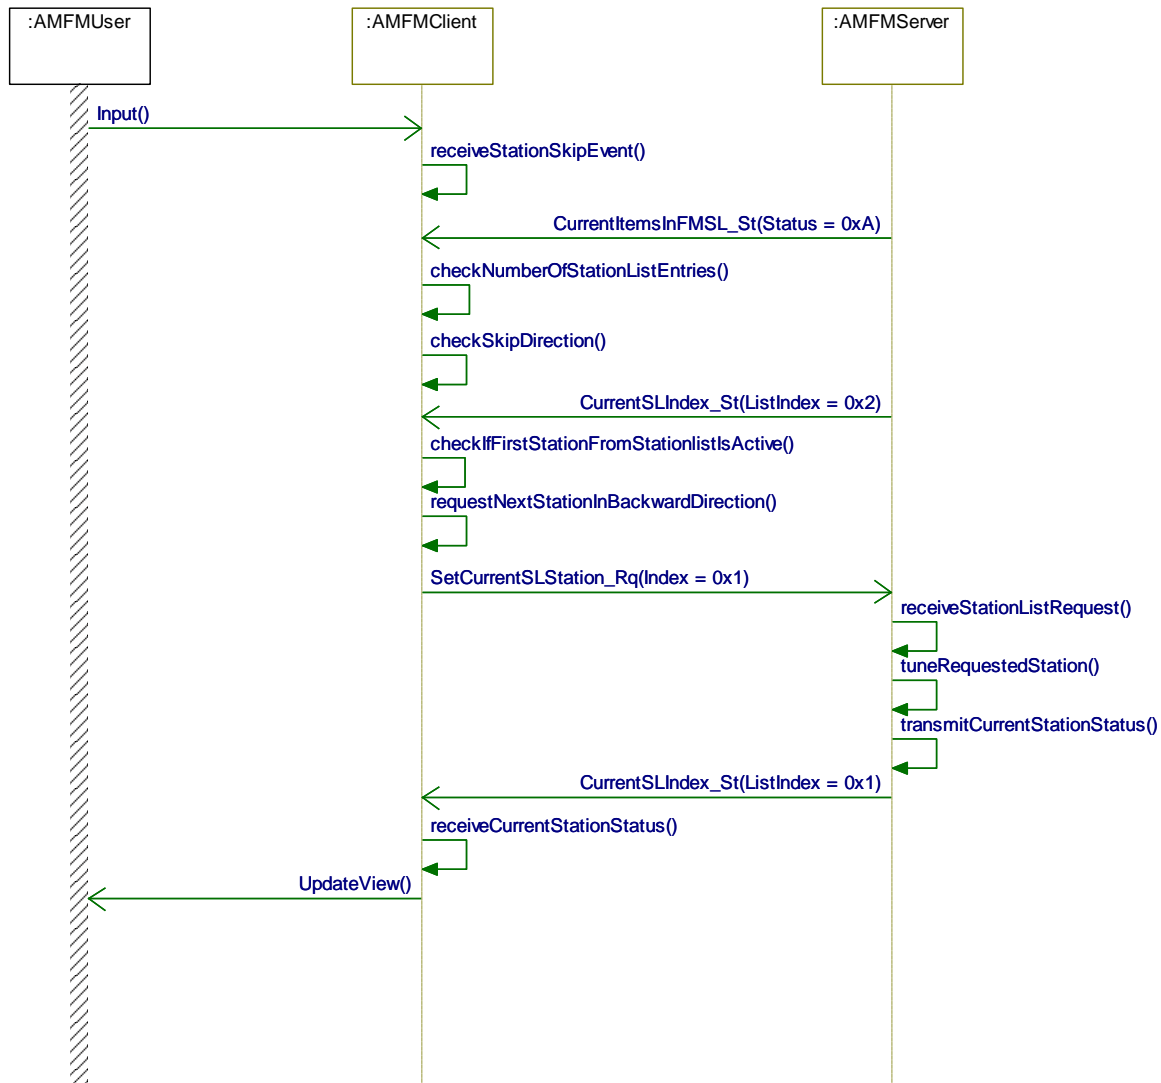 :AMFMUser
:AMFMClient
:AMFMServer
Input()
receiveStationSkipEvent()
CurrentItemsInFMSL_St(Status = 0xA)
checkNumberOfStationListEntries()
checkSkipDirection()
CurrentSLIndex_St(ListIndex = 0x2)
checkIfFirstStationFromStationlistIsActive()
requestNextStationInBackwardDirection()
SetCurrentSLStation_Rq(Index = 0x1)
receiveStationListRequest()
tuneRequestedStation()
transmitCurrentStationStatus()
CurrentSLIndex_St(ListIndex = 0x1)
receiveCurrentStationStatus()
UpdateView()